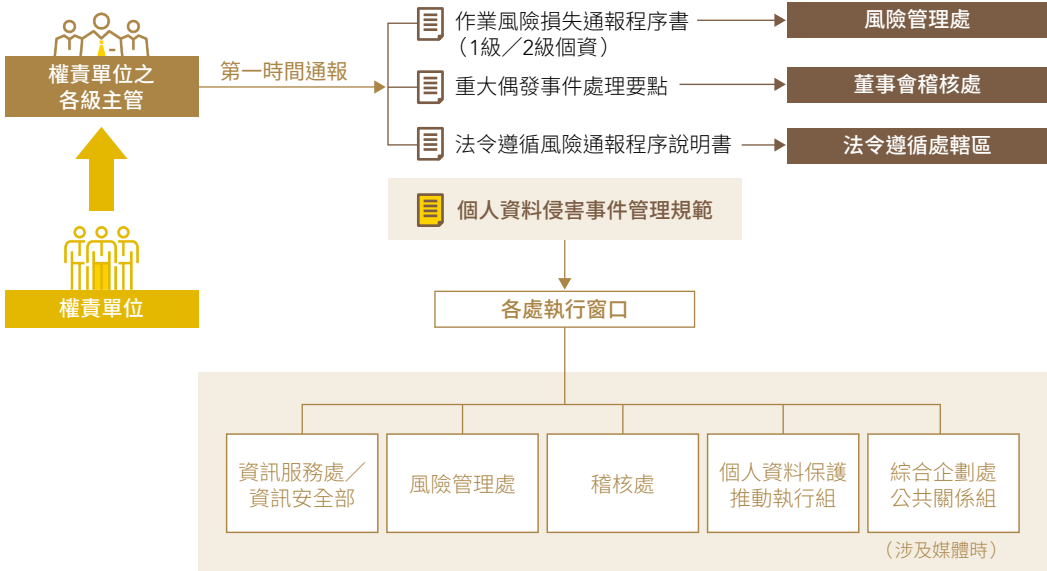 作業風險損失通報程序書
（1級／2級個資）
風險管理處
權責單位之
各級主管
第一時間通報
重大偶發事件處理要點
董事會稽核處
法令遵循風險通報程序說明書
法令遵循處轄區
個人資料侵害事件管理規範
權責單位
各處執行窗口
資訊服務處／
資訊安全部
風險管理處
稽核處
個人資料保護
推動執行組
綜合企劃處
公共關係組
（涉及媒體時）